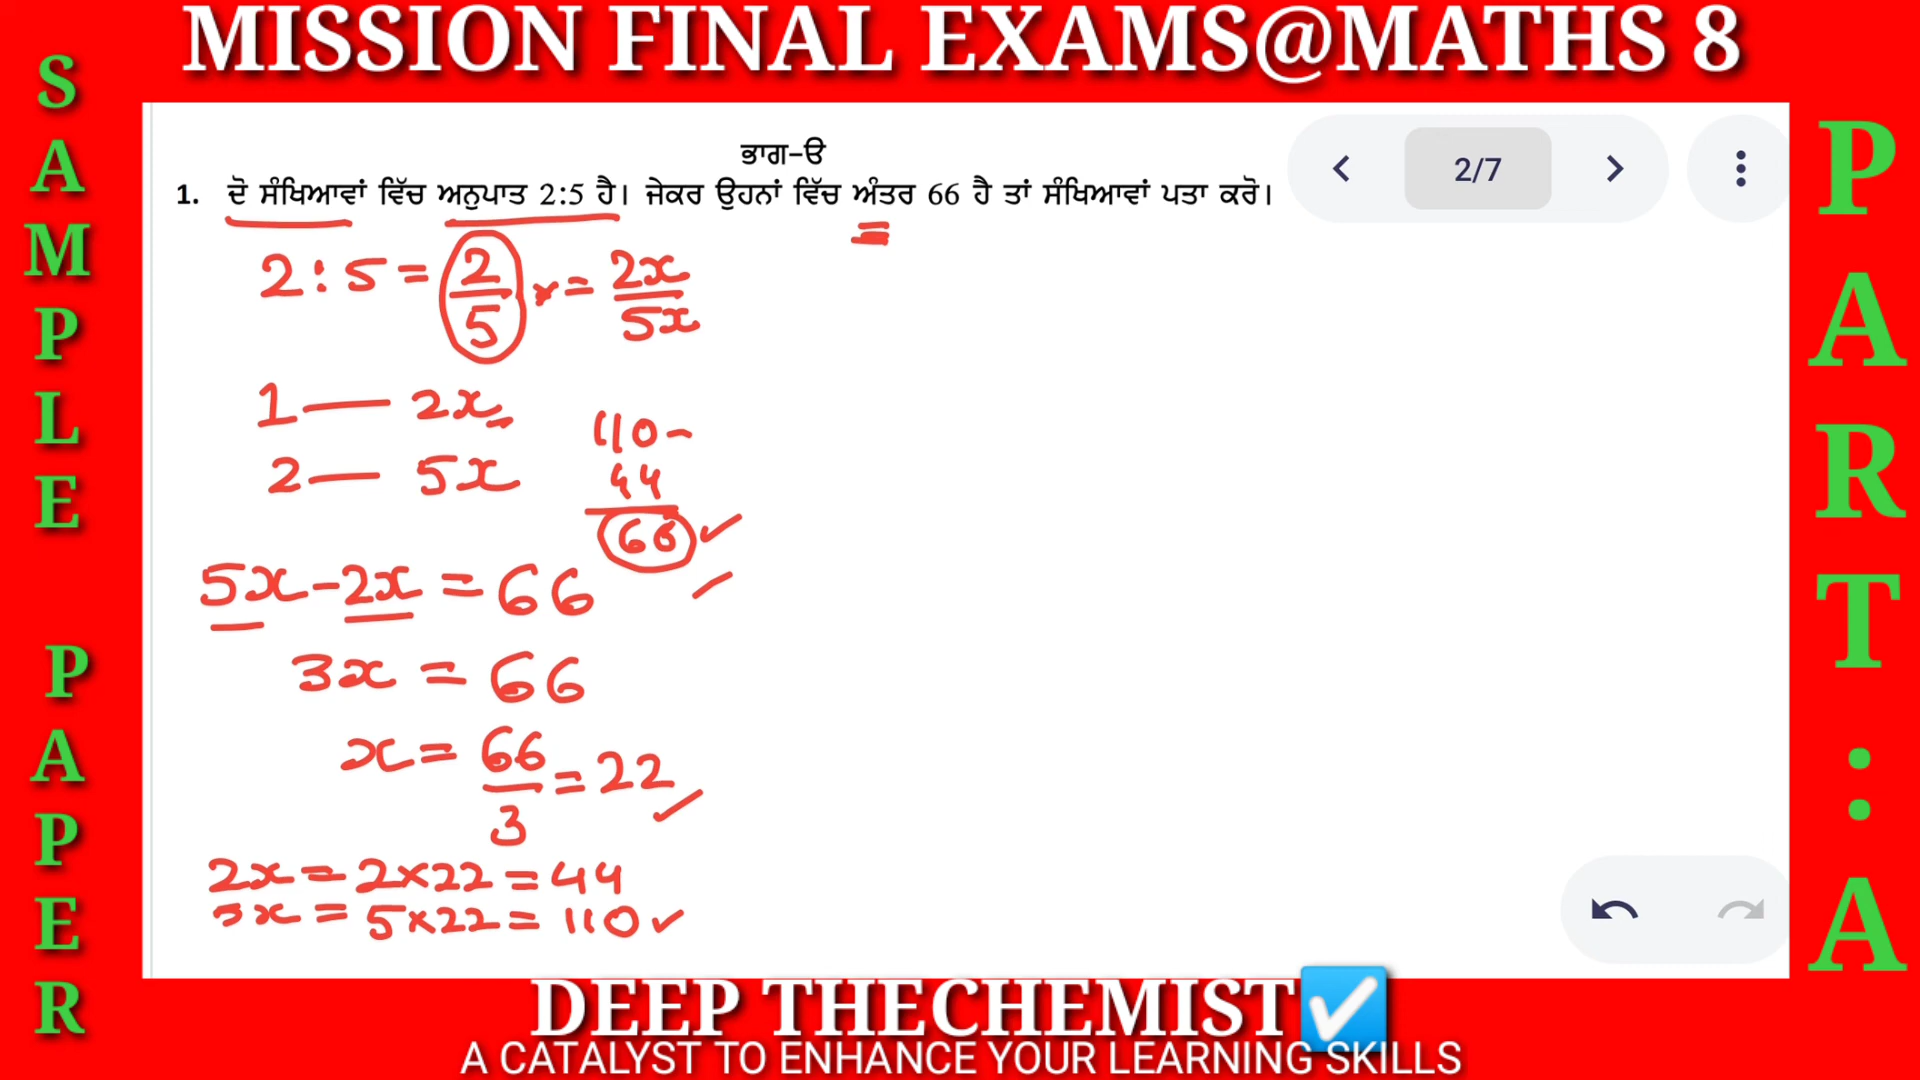 MISSION FINAL EXAMS@MATHS 8
SAMPLE PAPER
ਭਾਗ-ੳ
2/7
1. ਦੋ ਸੰਖਿਆਵਾਂ ਵਿੱਚ ਅਨੁਪਾਤ 2:5 ਹੈ। ਜੇਕਰ ਉਹਨਾਂ ਵਿੱਚ ਅੰਤਰ 66 ਹੈ ਤਾਂ ਸੰਖਿਆਵਾਂ ਪਤਾ ਕਰੋ।
2:5 = 2/5 × = 2x/5x
1 — 2x
2 — 5x
110 -
44
66 ✓
5x - 2x = 66
3x = 66
x = 66/3 = 22
2x = 2×22 = 44
5x = 5×22 = 110 ✓
PART:A
DEEP THECHEMIST✅
A CATALYST TO ENHANCE YOUR LEARNING SKILLS